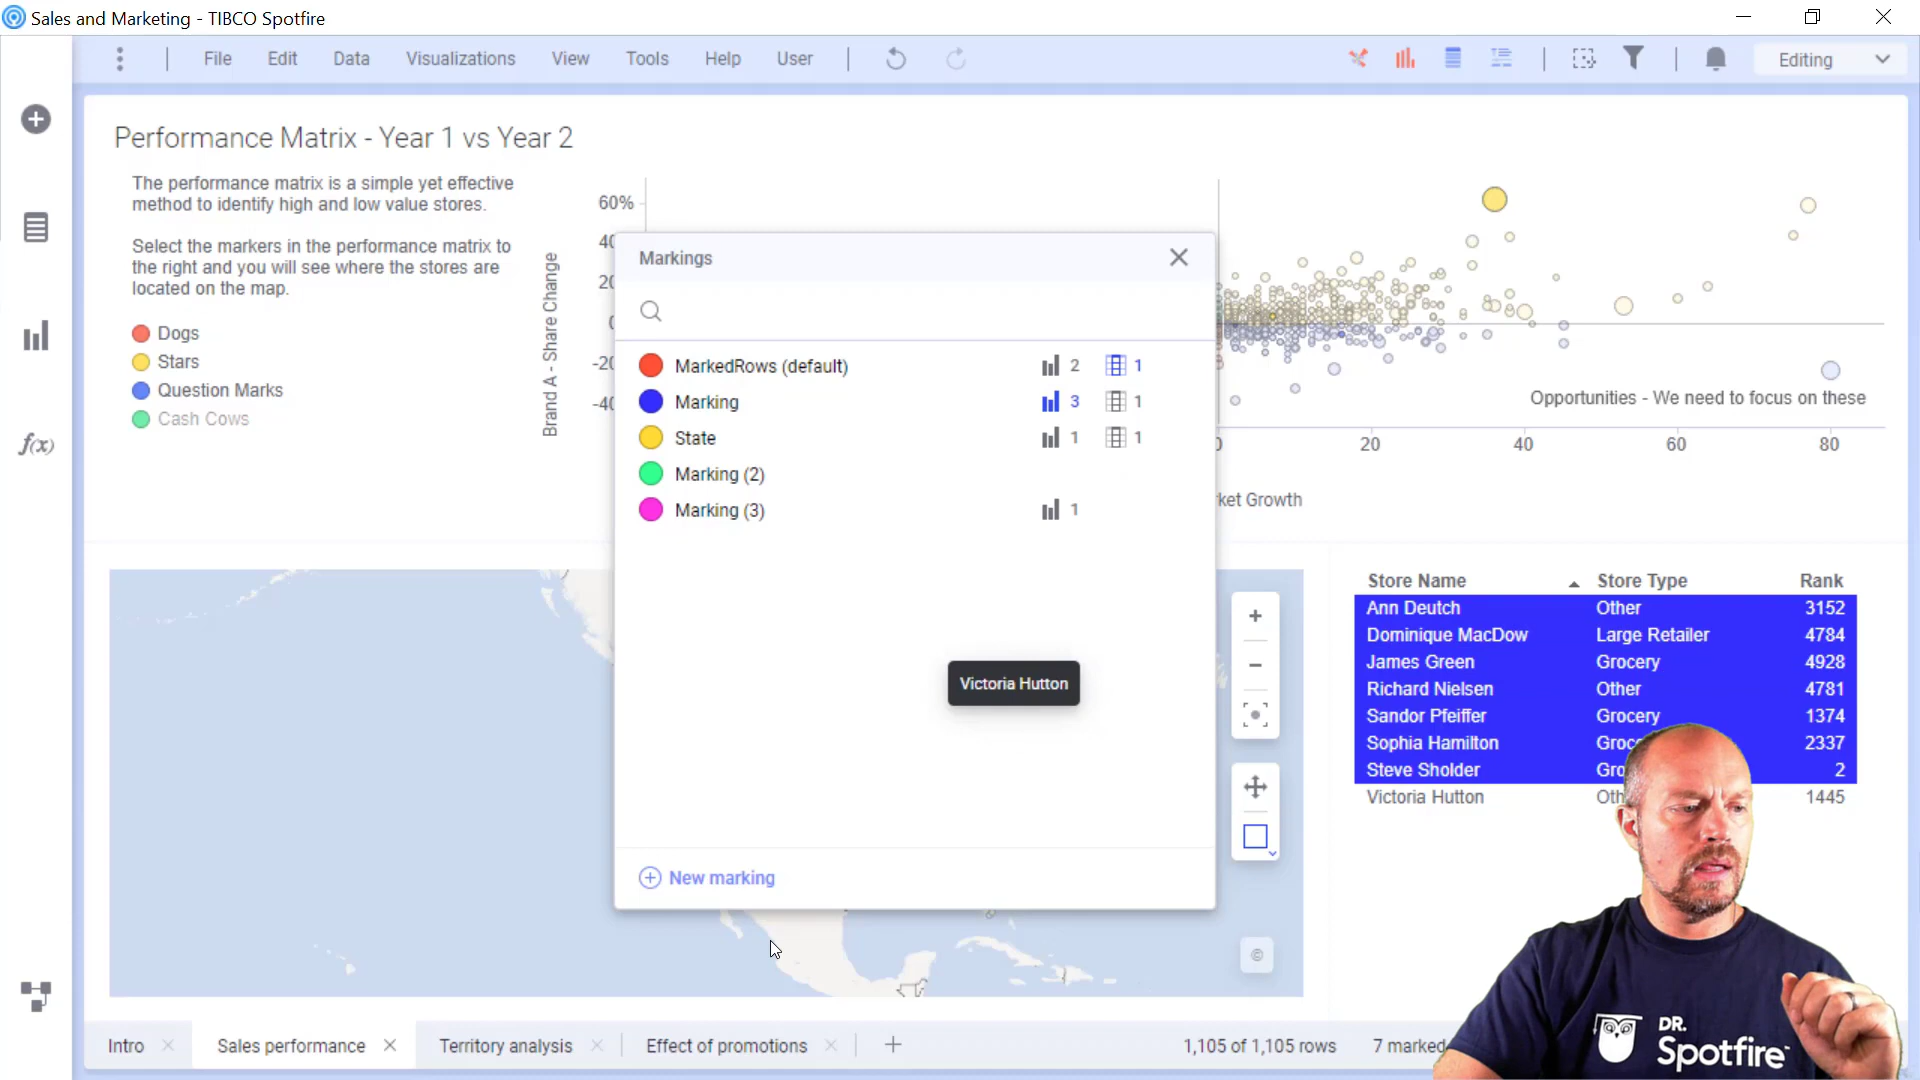 Sales and Marketing - TIBCO Spotfire
File Edit Data Visualizations View Tools Help User
Editing
Performance Matrix - Year 1 vs Year 2
The performance matrix is a simple yet effective
method to identify high and low value stores.
Select the markers in the performance matrix to
the right and you will see where the stores are
located on the map.
Dogs
Stars
Question Marks
Cash Cows
f(x)
Brand A - Share Change
60%
Opportunities - We need to focus on these
20 40 60 80
Markings
MarkedRows (default) 2 1
Marking 3 1
State 1 1
Marking (2)
Marking (3) 1
New marking
Victoria Hutton
Store Name Store Type Rank
Ann Deutch Other 3152
Dominique MacDow Large Retailer 4784
James Green Grocery 4928
Richard Nielsen Other 4781
Sandor Pfeiffer Grocery 1374
Sophia Hamilton 2337
Steve Sholder 2
Victoria Hutton 1445
©
Intro Sales performance Territory analysis Effect of promotions
1,105 of 1,105 rows 7 marked
DR.
Spotfire